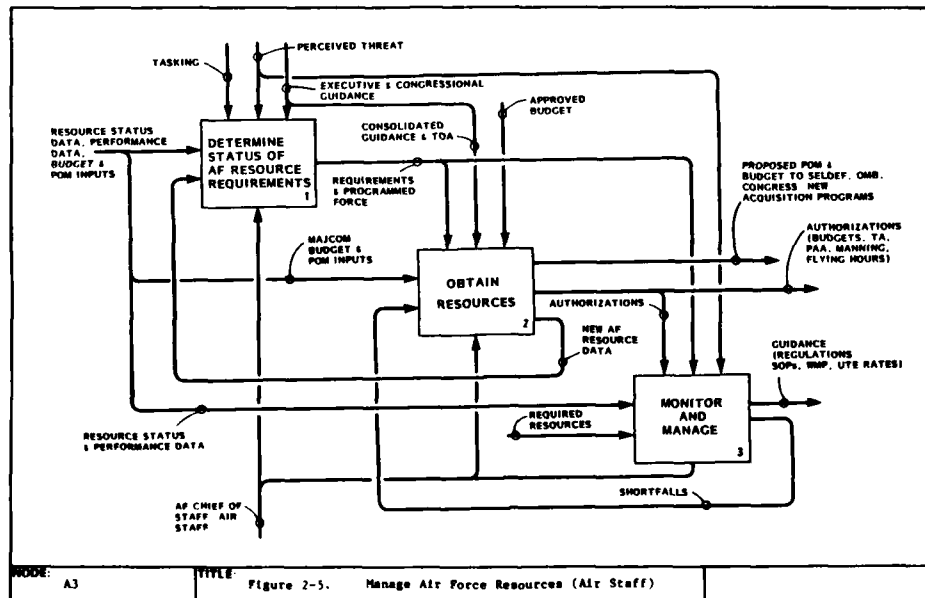 PERCEIVED THREAT
TASKING
EXECUTIVE & CONGRESSIONAL
GUIDANCE
APPROVED
BUDGET
CONSOLIDATED
GUIDANCE & TOA
RESOURCE STATUS
DATA, PERFORMANCE
DATA,
BUDGET &
POM INPUTS
DETERMINE
STATUS OF
AF RESOURCE
REQUIREMENTS
1
REQUIREMENTS
& PROGRAMMED
FORCE
PROPOSED POM &
BUDGET TO SELDEF, OMB,
CONGRESS NEW
ACQUISITION PROGRAMS
AUTHORIZATIONS
(BUDGETS, TA,
PAA, MANNING,
FLYING HOURS)
MAJCOM
BUDGET &
POM INPUTS
OBTAIN
RESOURCES
2
AUTHORIZATIONS
NEW AF
RESOURCE
DATA
GUIDANCE
(REGULATIONS
SOPs, WMP, UTE RATES)
MONITOR
AND
MANAGE
3
REQUIRED
RESOURCES
RESOURCE STATUS
& PERFORMANCE DATA
SHORTFALLS
AF CHIEF OF
STAFF AIR
STAFF
NODE:
A3
TITLE:
Figure 2-5. Manage Air Force Resources (Air Staff)